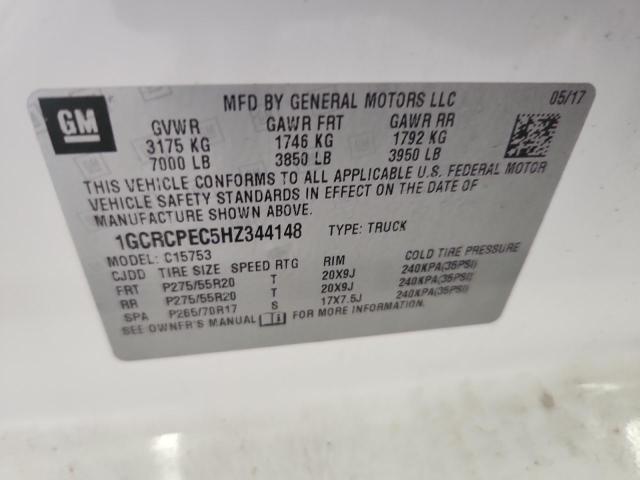 GM
MFD BY GENERAL MOTORS LLC 05/17
GVWR GAWR FRT GAWR RR
3175 KG 1746 KG 1792 KG
7000 LB 3850 LB 3950 LB
THIS VEHICLE CONFORMS TO ALL APPLICABLE U.S. FEDERAL MOTOR
VEHICLE SAFETY STANDARDS IN EFFECT ON THE DATE OF
MANUFACTURE SHOWN ABOVE.
1GCRCPEC5HZ344148 TYPE: TRUCK
MODEL: C15753
CJDD TIRE SIZE SPEED RTG RIM COLD TIRE PRESSURE
FRT P275/55R20 T 20X9J 240KPA(35PSI)
RR P275/55R20 T 20X9J 240KPA(35PSI)
SPA P265/70R17 S 17X7.5J 240KPA(35PSI)
SEE OWNER'S MANUAL FOR MORE INFORMATION.